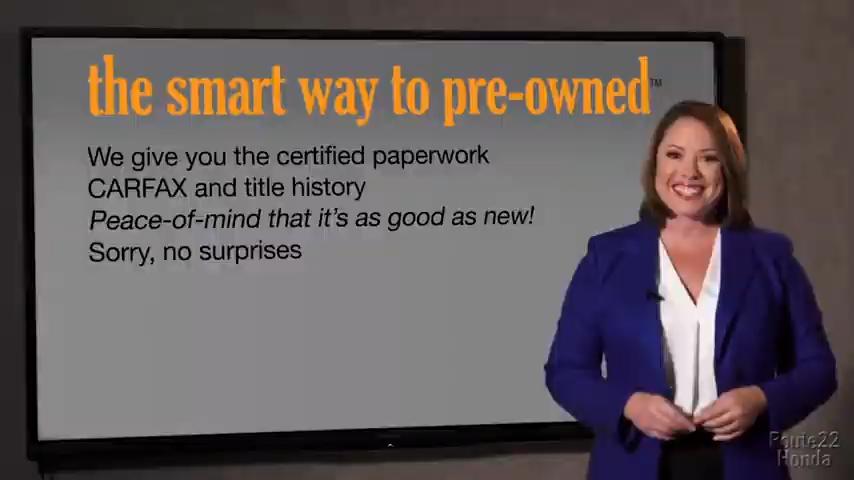 the smart way to pre-owned™
We give you the certified paperwork
CARFAX and title history
Peace-of-mind that it's as good as new!
Sorry, no surprises
Route22
Honda